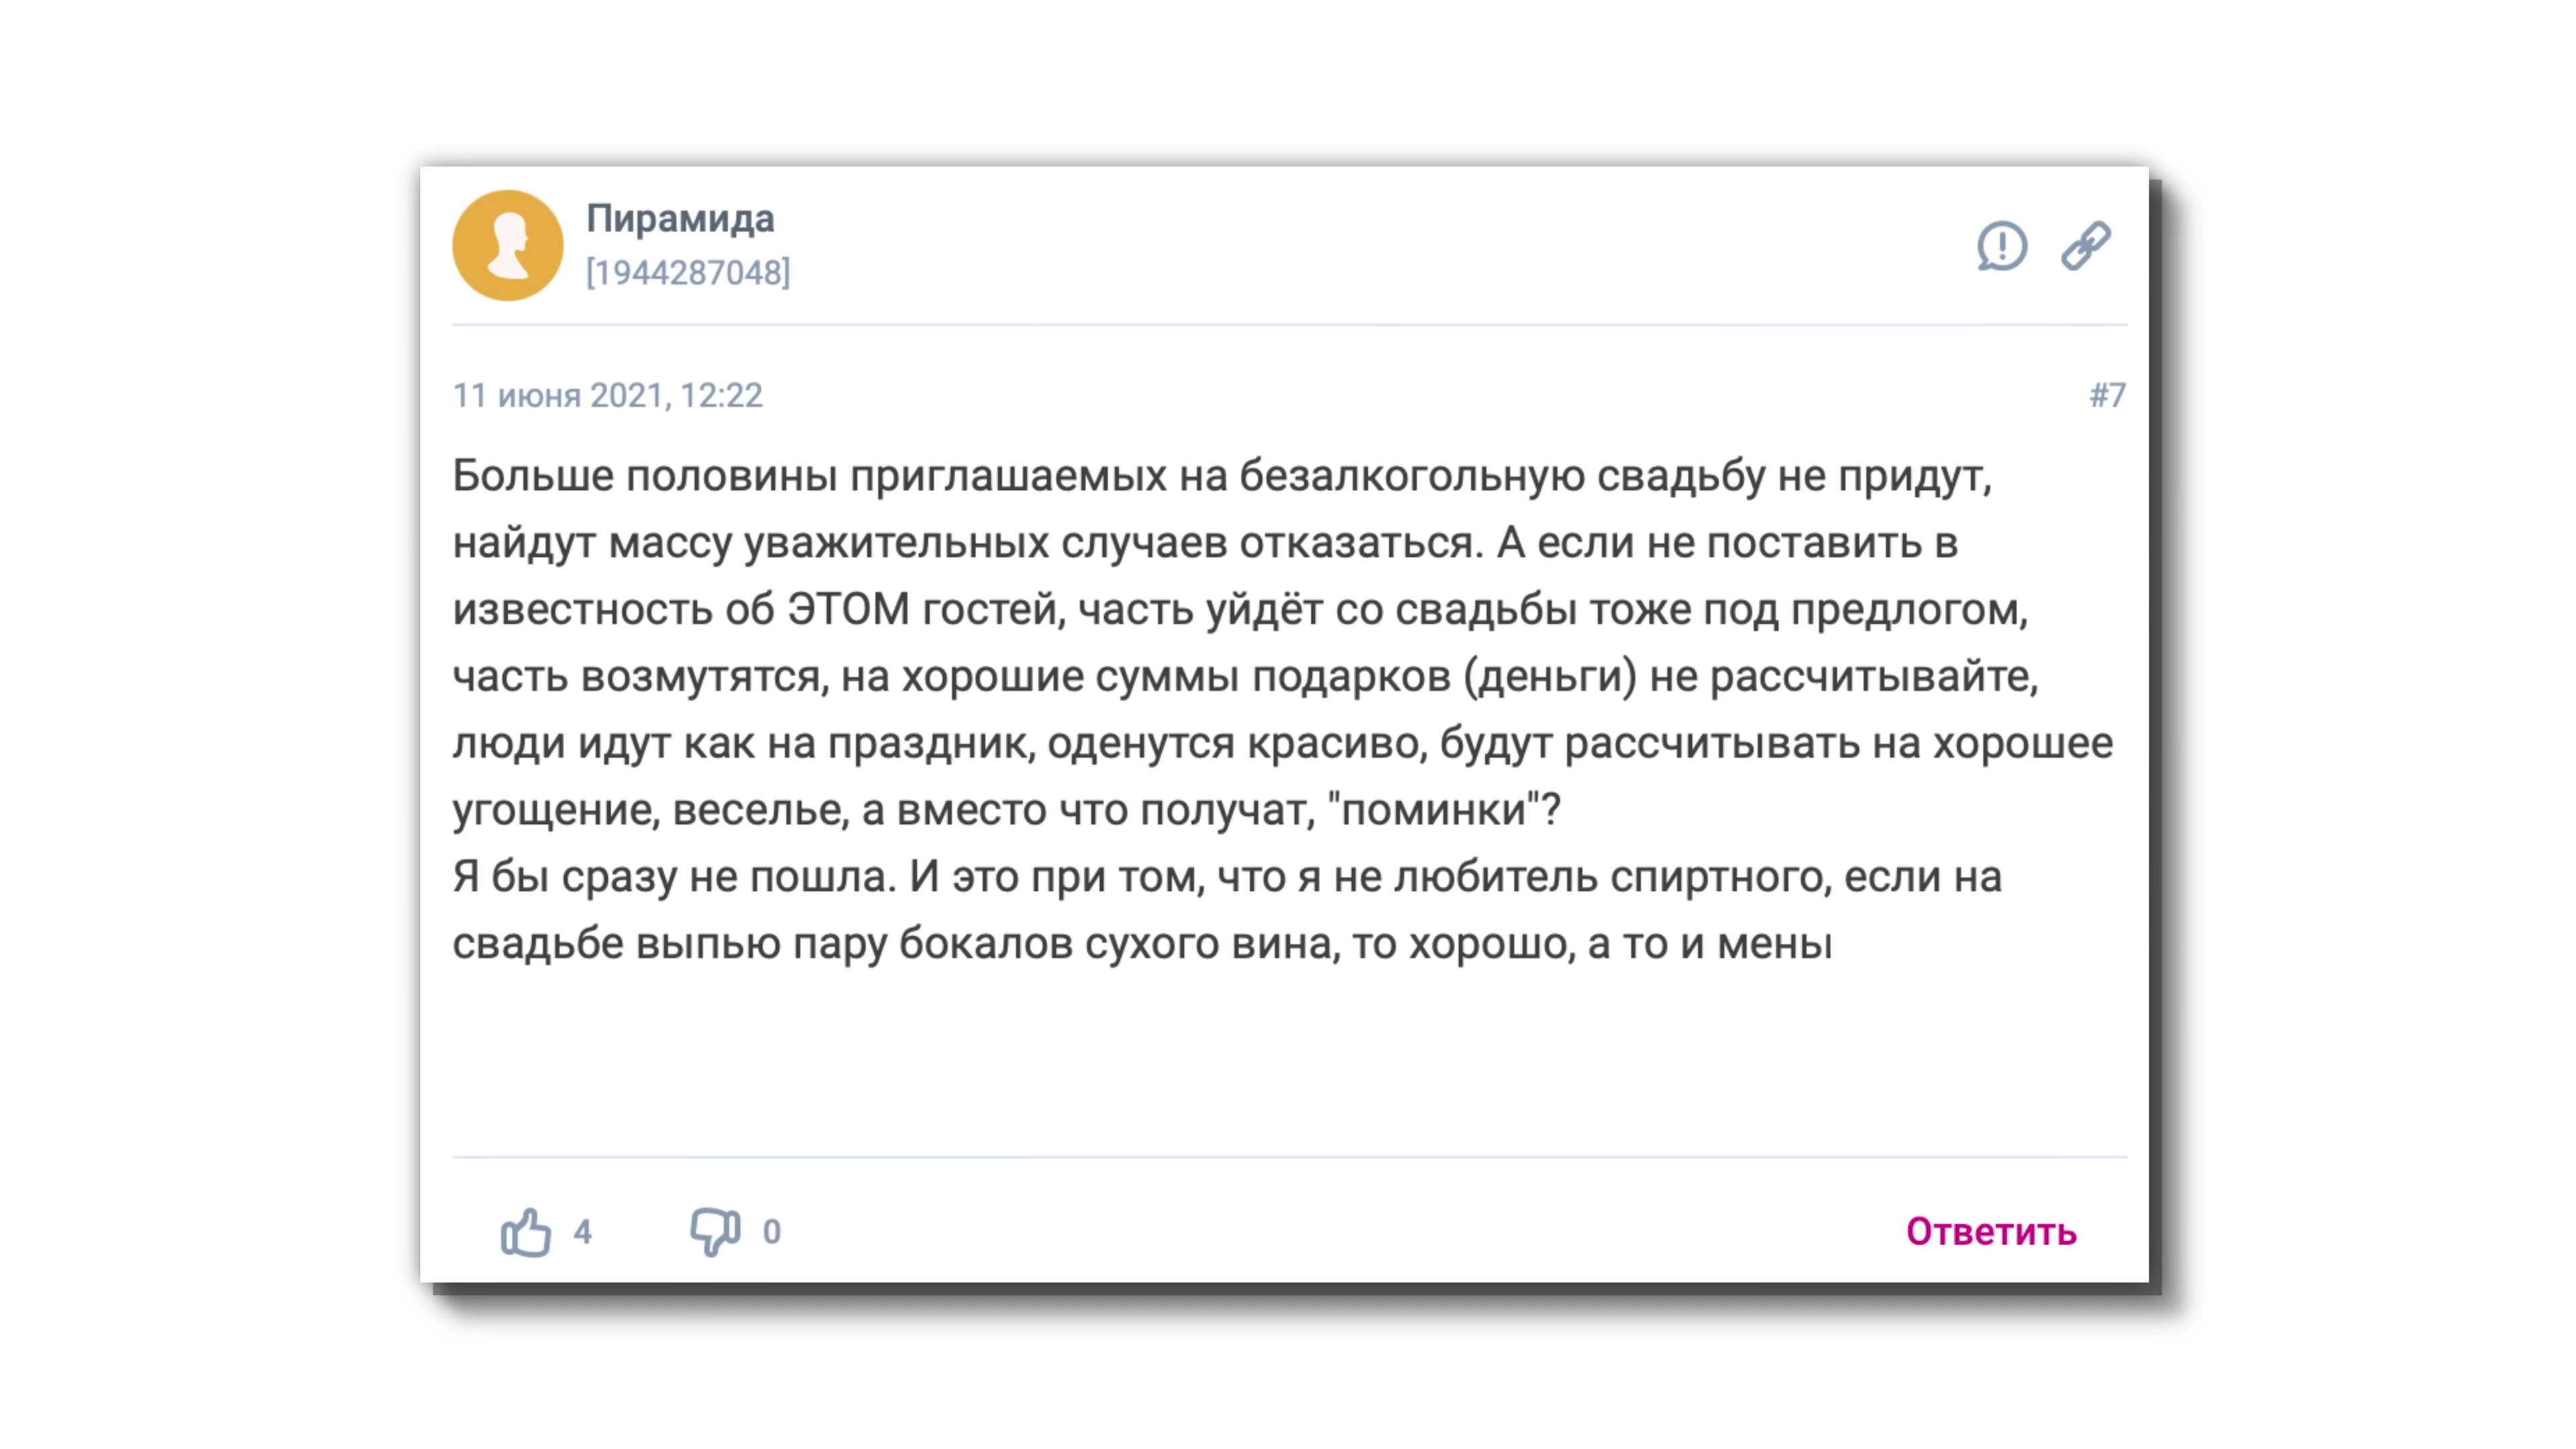 Пирамида
[1944287048]
11 июня 2021, 12:22
#7
Больше половины приглашаемых на безалкогольную свадьбу не придут,
найдут массу уважительных случаев отказаться. А если не поставить в
известность об ЭТОМ гостей, часть уйдёт со свадьбы тоже под предлогом,
часть возмутятся, на хорошие суммы подарков (деньги) не рассчитывайте,
люди идут как на праздник, оденутся красиво, будут рассчитывать на хорошее
угощение, веселье, а вместо что получат, "поминки"?
Я бы сразу не пошла. И это при том, что я не любитель спиртного, если на
свадьбе выпью пару бокалов сухого вина, то хорошо, а то и
4
0
Ответить